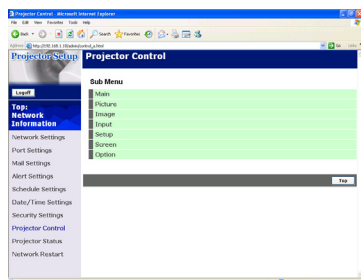 Projector Control - Microsoft Internet Explorer
File Edit View Favorites Tools Help
Back
Search Favorites
Projector Setup
Projector Control
Logoff
Top:
Network
Information
Network Settings
Port Settings
Mail Settings
Alert Settings
Schedule Settings
Date/Time Settings
Security Settings
Projector Control
Projector Status
Network Restart
Sub Menu
Main
Picture
Image
Input
Setup
Screen
Option
Top